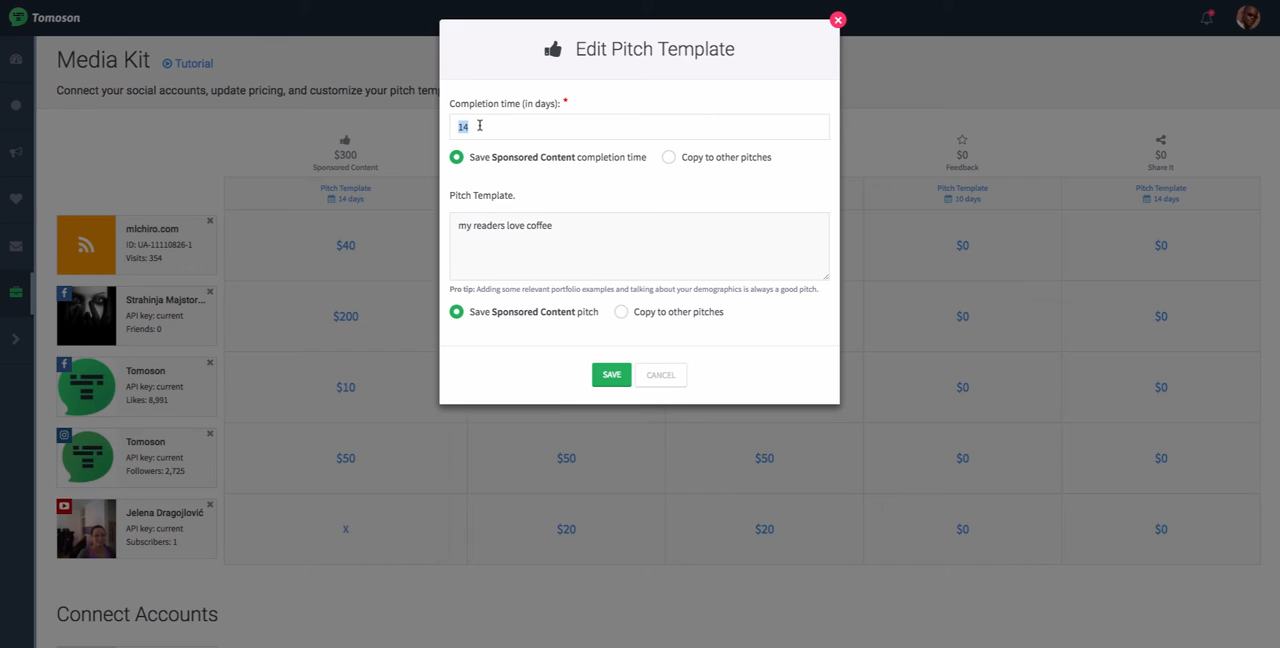 Tomoson
Media Kit
Tutorial
Connect your social accounts, update pricing, and customize your pitch tem
Edit Pitch Template
Completion time (in days): *
14
Save Sponsored Content completion time
Copy to other pitches
Pitch Template.
my readers love coffee
Pro tip: Adding some relevant portfolio examples and talking about your demographics is always a good pitch.
Save Sponsored Content pitch
Copy to other pitches
SAVE
CANCEL
$300
Sponsored Content
$0
Feedback
$0
Share It
Pitch Template
14 days
Pitch Template
10 days
Pitch Template
14 days
mlchiro.com
ID: UA-11110826-1
Visits: 354
$40
$0
$0
Strahinja Majstor...
API key: current
Friends: 0
$200
$0
$0
Tomoson
API key: current
Likes: 8,991
$10
$0
$0
Tomoson
API key: current
Followers: 2,725
$50
$50
$50
$0
$0
Jelena Dragojlović
API key: current
Subscribers: 1
x
$20
$20
$0
$0
Connect Accounts